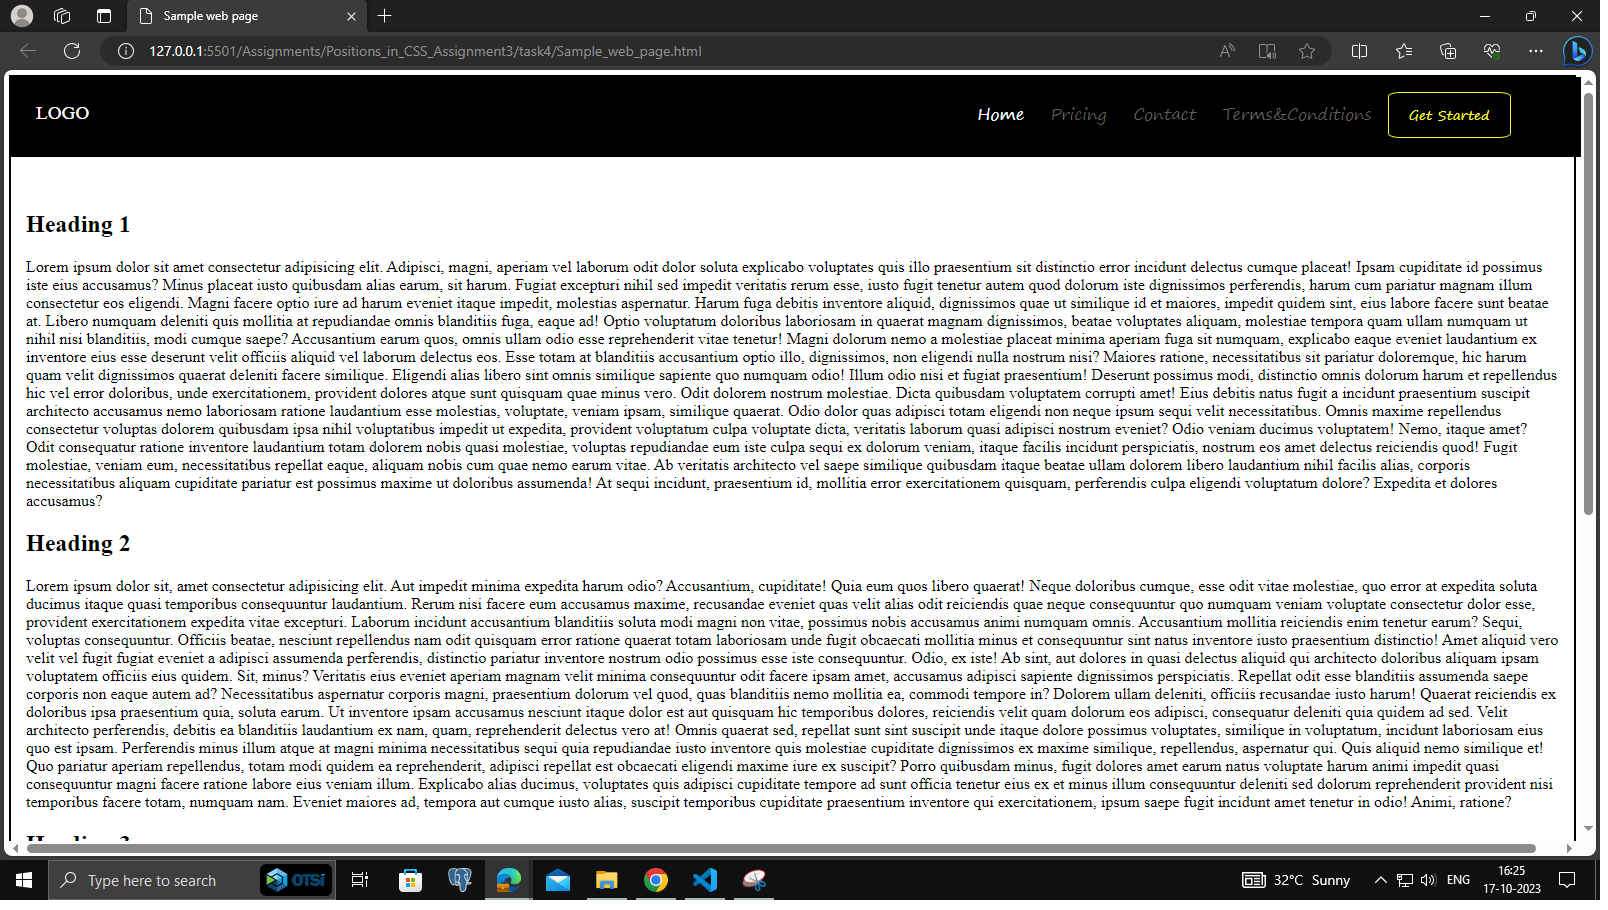 Sample web page
127.0.0.1:5501/Assignments/Positions_in_CSS_Assignment3/task4/Sample_web_page.html
LOGO
Home Pricing Contact Terms&Conditions Get Started
Heading 1
Lorem ipsum dolor sit amet consectetur adipisicing elit. Adipisci, magni, aperiam vel laborum odit dolor soluta explicabo voluptates quis illo praesentium sit distinctio error incidunt delectus cumque placeat! Ipsam cupiditate id possimus
iste eius accusamus? Minus placeat iusto quibusdam alias earum, sit harum. Fugiat excepturi nihil sed impedit veritatis rerum esse, iusto fugit tenetur autem quod dolorum iste dignissimos perferendis, harum cum pariatur magnam illum
consectetur eos eligendi. Magni facere optio iure ad harum eveniet itaque impedit, molestias aspernatur. Harum fuga debitis inventore aliquid, dignissimos quae ut similique id et maiores, impedit quidem sint, eius labore facere sunt beatae
at. Libero numquam deleniti quis mollitia at repudiandae omnis blanditiis fuga, eaque ad! Optio voluptatum doloribus laboriosam in quaerat magnam dignissimos, beatae voluptates aliquam, molestiae tempora quam ullam numquam ut
nihil nisi blanditiis, modi cumque saepe? Accusantium earum quos, omnis ullam odio esse reprehenderit vitae tenetur! Magni dolorum nemo a molestiae placeat minima aperiam fuga sit numquam, explicabo eaque eveniet laudantium ex
inventore eius esse deserunt velit officiis aliquid vel laborum delectus eos. Esse totam at blanditiis accusantium optio illo, dignissimos, non eligendi nulla nostrum nisi? Maiores ratione, necessitatibus sit pariatur doloremque, hic harum
quam velit dignissimos quaerat deleniti facere similique. Eligendi alias libero sint omnis similique sapiente quo numquam odio! Illum odio nisi et fugiat praesentium! Deserunt possimus modi, distinctio omnis dolorum harum et repellendus
hic vel error doloribus, unde exercitationem, provident dolores atque sunt quisquam quae minus vero. Odit dolorem nostrum molestiae. Dicta quibusdam voluptatem corrupti amet! Eius debitis natus fugit a incidunt praesentium suscipit
architecto accusamus nemo laboriosam ratione laudantium esse molestias, voluptate, veniam ipsam, similique quaerat. Odio dolor quas adipisci totam eligendi non neque ipsum sequi velit necessitatibus. Omnis maxime repellendus
consectetur voluptas dolorem quibusdam ipsa nihil voluptatibus impedit ut expedita, provident voluptatum culpa voluptate dicta, veritatis laborum quasi adipisci nostrum eveniet? Odio veniam ducimus voluptatem! Nemo, itaque amet?
Odit consequatur ratione inventore laudantium totam dolorem nobis quasi molestiae, voluptas repudiandae eum iste culpa sequi ex dolorum veniam, itaque facilis incidunt perspiciatis, nostrum eos amet delectus reiciendis quod! Fugit
molestiae, veniam eum, necessitatibus repellat eaque, aliquam nobis cum quae nemo earum vitae. Ab veritatis architecto vel saepe similique quibusdam itaque beatae ullam dolorem libero laudantium nihil facilis alias, corporis
necessitatibus aliquam cupiditate pariatur est possimus maxime ut doloribus assumenda! At sequi incidunt, praesentium id, mollitia error exercitationem quisquam, perferendis culpa eligendi voluptatum dolore? Expedita et dolores
accusamus?
Heading 2
Lorem ipsum dolor sit, amet consectetur adipisicing elit. Aut impedit minima expedita harum odio? Accusantium, cupiditate! Quia eum quos libero quaerat! Neque doloribus cumque, esse odit vitae molestiae, quo error at expedita soluta
ducimus itaque quasi temporibus consequuntur laudantium. Rerum nisi facere eum accusamus maxime, recusandae eveniet quas velit alias odit reiciendis quae neque consequuntur quo numquam veniam voluptate consectetur dolor esse,
provident exercitationem expedita vitae excepturi. Laborum incidunt accusantium blanditiis soluta modi magni non vitae, possimus nobis accusamus animi numquam omnis. Accusantium mollitia reiciendis enim tenetur earum? Sequi,
voluptas consequuntur. Officiis beatae, nesciunt repellendus nam odit quisquam error ratione quaerat totam laboriosam unde fugit obcaecati mollitia minus et consequuntur sint natus inventore iusto praesentium distinctio! Amet aliquid vero
velit vel fugit fugiat eveniet a adipisci assumenda perferendis, distinctio pariatur inventore nostrum odio possimus esse iste consequuntur. Odio, ex iste! Ab sint, aut dolores in quasi delectus aliquid qui architecto doloribus aliquam ipsam
voluptatem officiis eius quidem. Sit, minus? Veritatis eius eveniet aperiam magnam velit minima consequuntur odit facere ipsam amet, accusamus adipisci sapiente dignissimos perspiciatis. Repellat odit esse blanditiis assumenda saepe
corporis non eaque autem ad? Necessitatibus aspernatur corporis magni, praesentium dolorum vel quod, quas blanditiis nemo mollitia ea, commodi tempore in? Dolorem ullam deleniti, officiis recusandae iusto harum! Quaerat reiciendis ex
doloribus ipsa praesentium quia, soluta earum. Ut inventore ipsam accusamus nesciunt itaque dolor est aut quisquam hic temporibus dolores, reiciendis velit quam dolorum eos adipisci, consequatur deleniti quia quidem ad sed. Velit
architecto perferendis, debitis ea blanditiis laudantium ex nam, quam, reprehenderit delectus vero at! Omnis quaerat sed, repellat sunt sint suscipit unde itaque dolore possimus voluptates, similique in voluptatum, incidunt laboriosam eius
quo est ipsam. Perferendis minus illum atque at magni minima necessitatibus sequi quia repudiandae iusto inventore quis molestiae cupiditate dignissimos ex maxime similique, repellendus, aspernatur qui. Quis aliquid nemo similique et!
Quo pariatur aperiam repellendus, totam modi quidem ea reprehenderit, adipisci repellat est obcaecati eligendi maxime iure ex suscipit? Porro quibusdam minus, fugit dolores amet earum natus voluptate harum animi impedit quasi
consequuntur magni facere ratione labore eius veniam illum. Explicabo alias ducimus, voluptates quis adipisci cupiditate tempore ad sunt officia tenetur eius ex et minus illum consequuntur deleniti sed dolorum reprehenderit provident nisi
temporibus facere totam, numquam nam. Eveniet maiores ad, tempora aut cumque iusto alias, suscipit temporibus cupiditate praesentium inventore qui exercitationem, ipsum saepe fugit incidunt amet tenetur in odio! Animi, ratione?
Heading 3
Type here to search
OTSi
32°C Sunny
ENG
16:25
17-10-2023